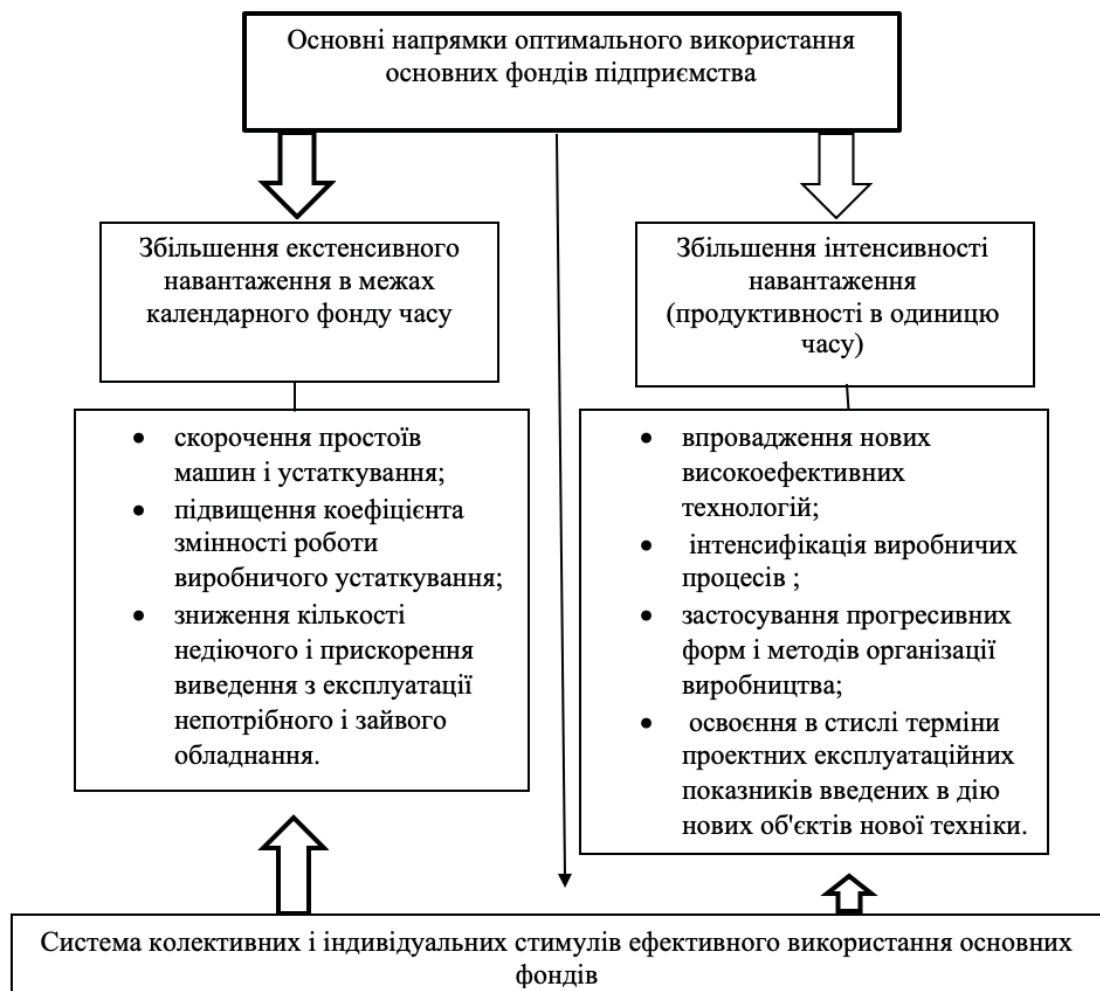 Основні напрямки оптимального використання
основних фондів підприємства
Збільшення екстенсивного
навантаження в межах
календарного фонду часу
Збільшення інтенсивності
навантаження
(продуктивності в одиницю
часу)
• скорочення простоїв
машин і устаткування;
• підвищення коефіцієнта
змінності роботи
виробничого устаткування;
• зниження кількості
недіючого і прискорення
виведення з експлуатації
непотрібного і зайвого
обладнання.
• впровадження нових
високоефективних
технологій;
• інтенсифікація виробничих
процесів ;
• застосування прогресивних
форм і методів організації
виробництва;
• освоєння в стислі терміни
проектних експлуатаційних
показників введених в дію
нових об'єктів нової техніки.
Система колективних і індивідуальних стимулів ефективного використання основних
фондів